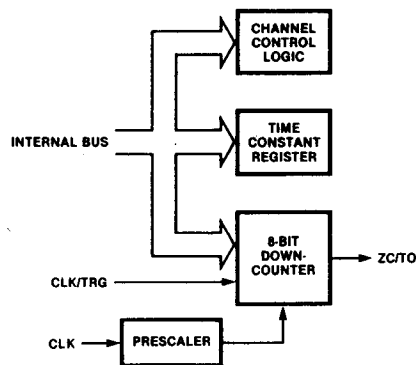 CHANNEL
CONTROL
LOGIC
INTERNAL BUS
TIME
CONSTANT
REGISTER
8-BIT
DOWN-
COUNTER
ZC/TO
CLK/TRG
CLK
PRESCALER